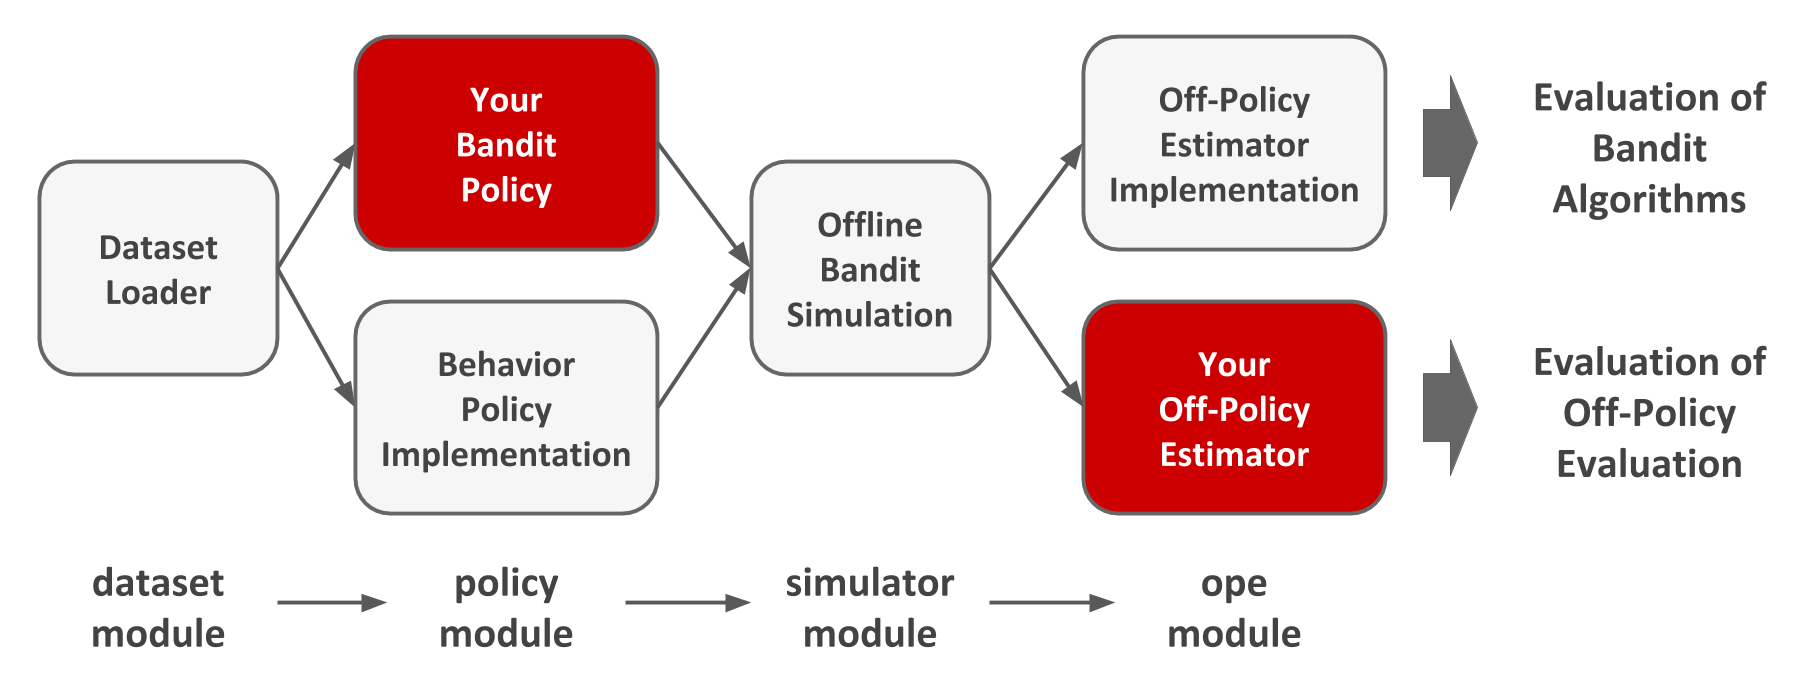 Dataset
Loader
Your
Bandit
Policy
Behavior
Policy
Implementation
Offline
Bandit
Simulation
Off-Policy
Estimator
Implementation
Your
Off-Policy
Estimator
Evaluation of
Bandit
Algorithms
Evaluation of
Off-Policy
Evaluation
dataset
module
policy
module
simulator
module
ope
module